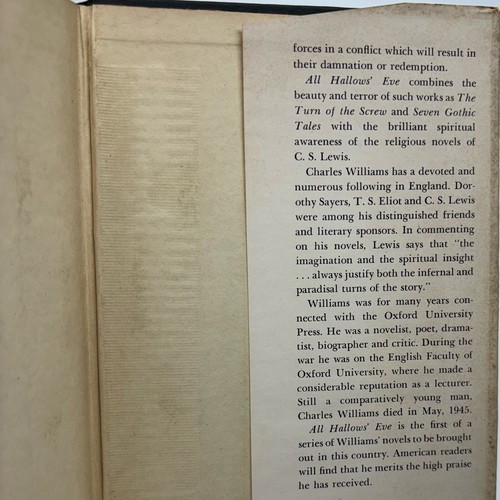 forces in a conflict which will result in
their damnation or redemption.
All Hallows' Eve combines the
beauty and terror of such works as The
Turn of the Screw and Seven Gothic
Tales with the brilliant spiritual
awareness of the religious novels of
C. S. Lewis.
Charles Williams has a devoted and
numerous following in England. Dor-
othy Sayers, T. S. Eliot and C. S. Lewis
were among his distinguished friends
and literary sponsors. In commenting
on his novels, Lewis says that "the
imagination and the spiritual insight
. . . always justify both the infernal and
paradisal turns of the story."
Williams was for many years con-
nected with the Oxford University
Press. He was a novelist, poet, drama-
tist, biographer and critic. During the
war he was on the English Faculty of
Oxford University, where he made a
considerable reputation as a lecturer.
Still a comparatively young man,
Charles Williams died in May, 1945.
All Hallows' Eve is the first of a
series of Williams' novels to be brought
out in this country. American readers
will find that he merits the high praise
he has received.